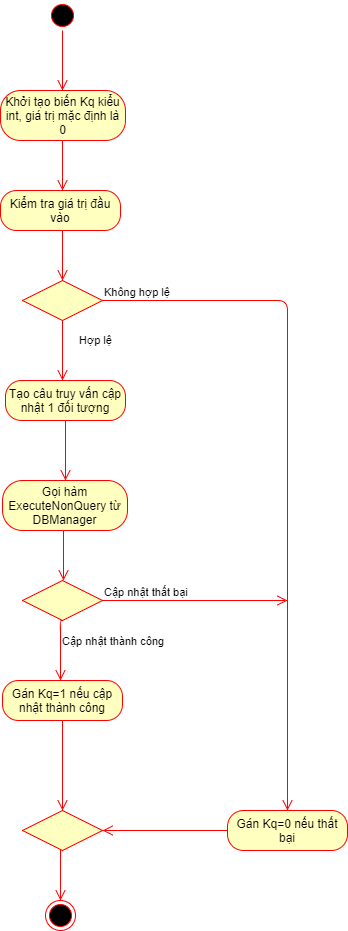 Khởi tạo biến Kq kiểu
int, giá trị mặc định là
0
Kiểm tra giá trị đầu
vào
Không hợp lệ
Hợp lệ
Tạo câu truy vấn cập
nhật 1 đối tượng
Gọi hàm
ExecuteNonQuery từ
DBManager
Cập nhật thất bại
Cập nhật thành công
Gán Kq=1 nếu cập
nhật thành công
Gán Kq=0 nếu thất
bại